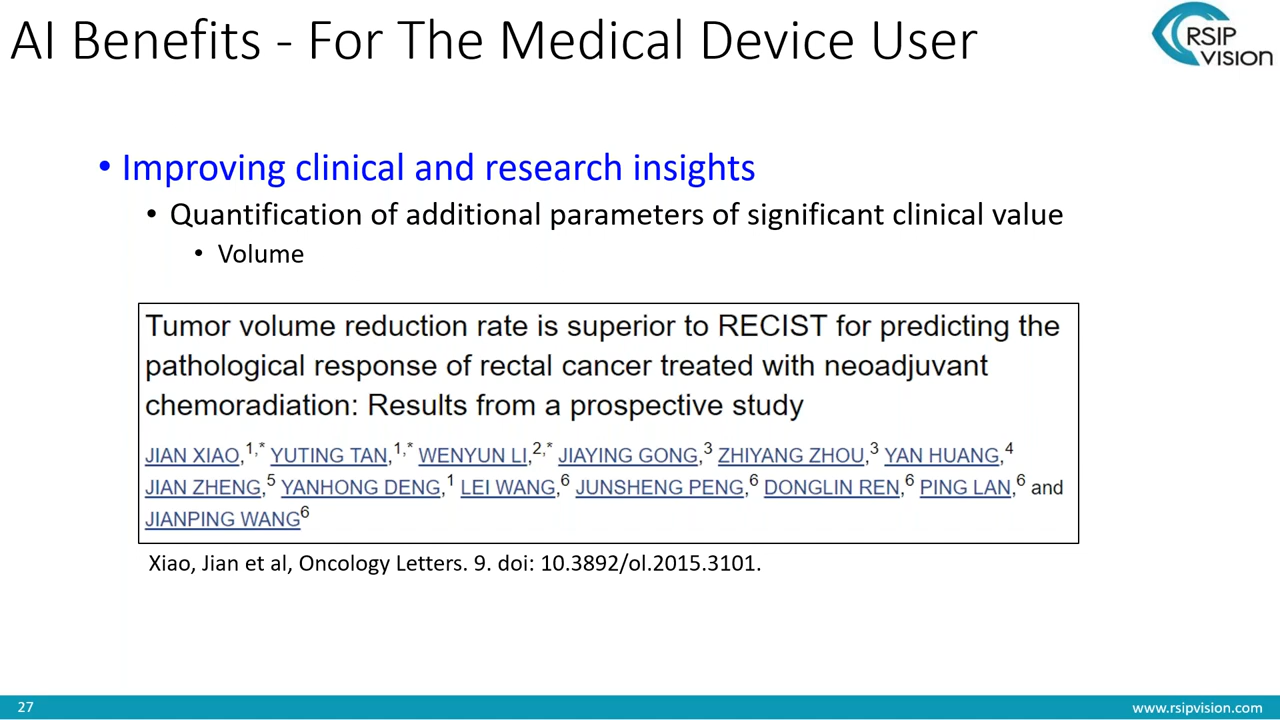 AI Benefits - For The Medical Device User
RSIP
VISION
• Improving clinical and research insights
• Quantification of additional parameters of significant clinical value
• Volume
Tumor volume reduction rate is superior to RECIST for predicting the
pathological response of rectal cancer treated with neoadjuvant
chemoradiation: Results from a prospective study
JIAN XIAO,1,* YUTING TAN,1,* WENYUN LI,2,* JIAYING GONG,3 ZHIYANG ZHOU,3 YAN HUANG,4
JIAN ZHENG,5 YANHONG DENG,1 LEI WANG,6 JUNSHENG PENG,6 DONGLIN REN,6 PING LAN,6 and
JIANPING WANG6
Xiao, Jian et al, Oncology Letters. 9. doi: 10.3892/ol.2015.3101.
27
www.rsipvision.com